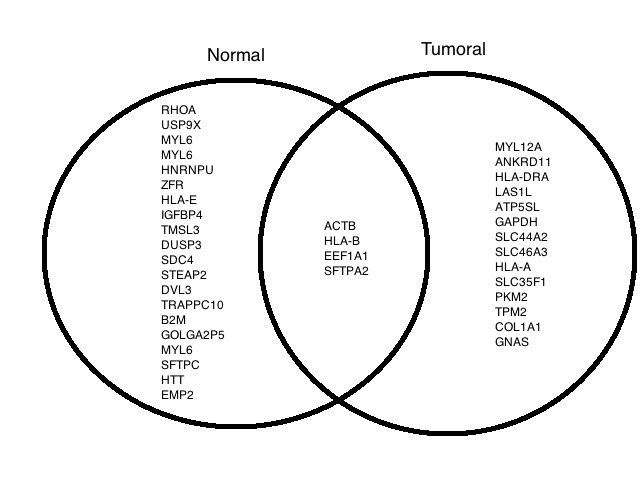 Normal
Tumoral
RHOA
USP9X
MYL6
MYL6
HNRNPU
ZFR
HLA-E
IGFBP4
TMSL3
DUSP3
SDC4
STEAP2
DVL3
TRAPPC10
B2M
GOLGA2P5
MYL6
SFTPC
HTT
EMP2
ACTB
HLA-B
EEF1A1
SFTPA2
MYL12A
ANKRD11
HLA-DRA
LAS1L
ATP5SL
GAPDH
SLC44A2
SLC46A3
HLA-A
SLC35F1
PKM2
TPM2
COL1A1
GNAS